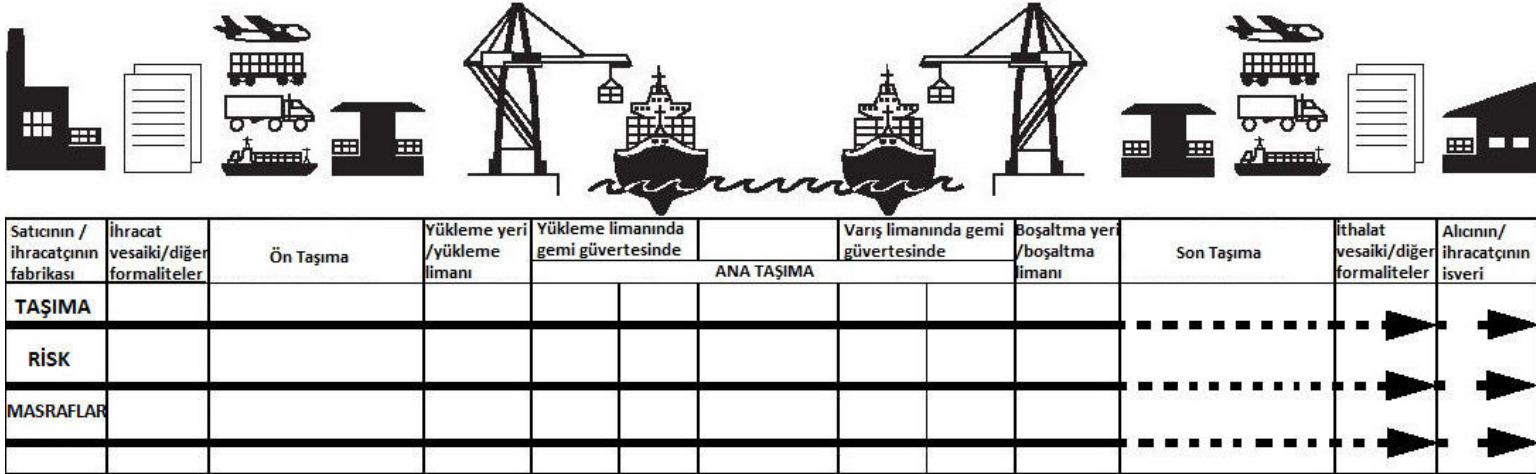 Satıcının /
ihracatçının
fabrikası
İhracat
vesaiki/diğer
formaliteler
Ön Taşıma
Yükleme yeri
/yükleme
limanı
Yükleme limanında
gemi güvertesinde
Varış limanında gemi
güvertesinde
ANA TAŞIMA
Boşaltma yeri
/boşaltma
limanı
Son Taşıma
İthalat
vesaiki/diğer
formaliteler
Alıcının/
ihracatçının
isveri
TAŞIMA
RİSK
MASRAFLAR